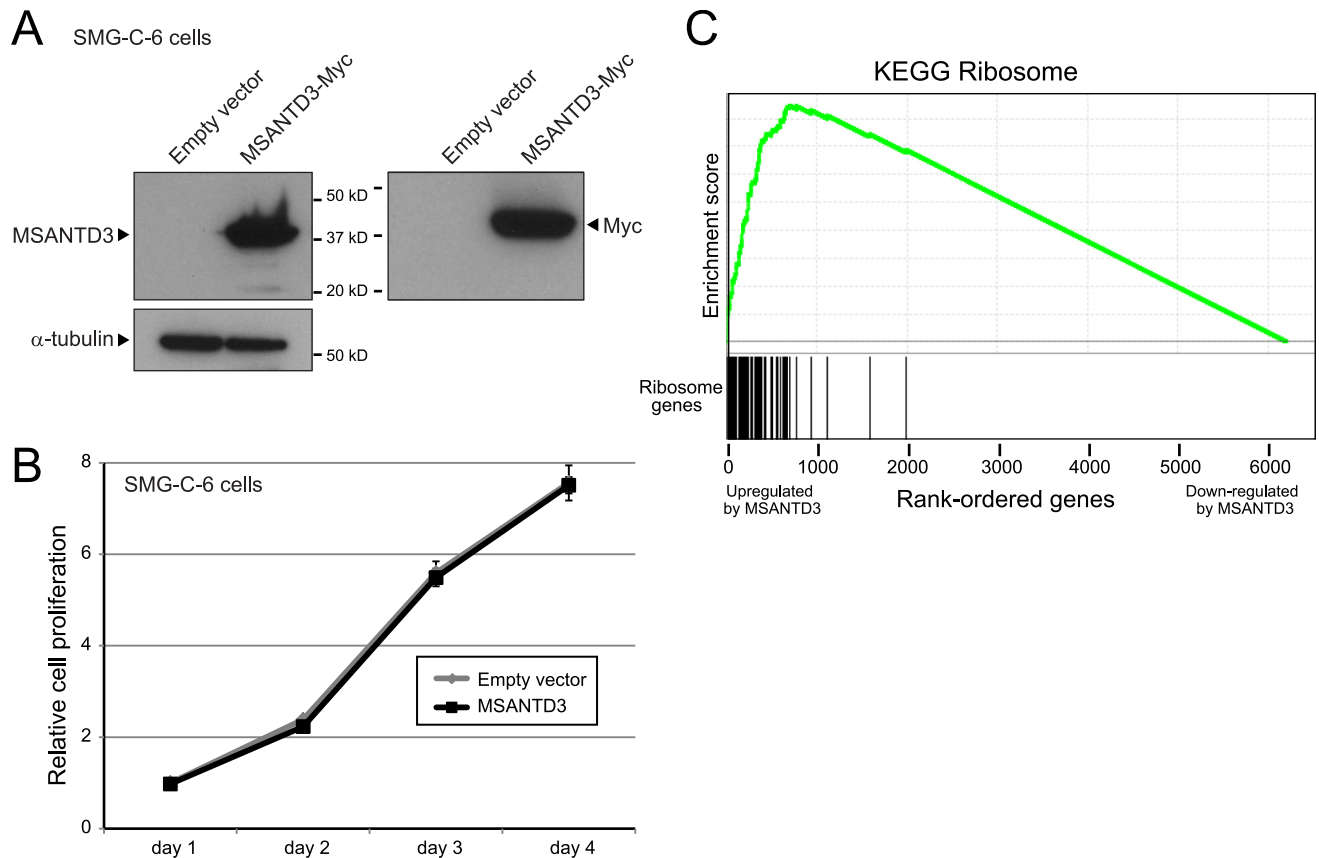 A
SMG-C-6 cells
Empty vector
MSANTD3-Myc
Empty vector
MSANTD3-Myc
MSANTD3
50 kD
37 kD
20 kD
Myc
α-tubulin
50 kD
B
SMG-C-6 cells
Relative cell proliferation
8
6
4
2
0
Empty vector
MSANTD3
day 1
day 2
day 3
day 4
C
KEGG Ribosome
Enrichment score
Ribosome
genes
0
1000
2000
3000
4000
5000
6000
Upregulated
by MSANTD3
Rank-ordered genes
Down-regulated
by MSANTD3